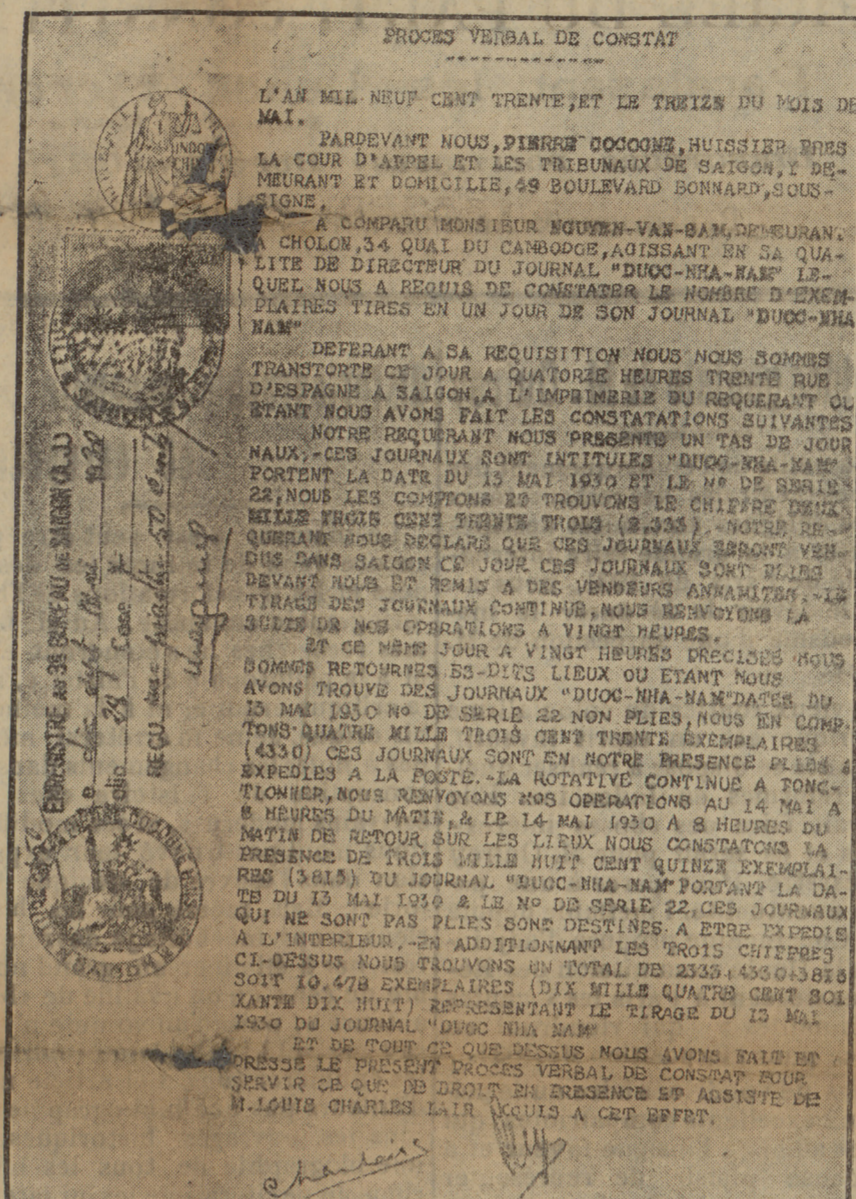 PROCES VERBAL DE CONSTAT
L'AN MIL NEUF CENT TRENTE,ET LE TREIZE DU MOIS DE
MAI.
PARDEVANT NOUS,PIERRE COCOGNE,HUISSIER PRES
LA COUR D'APPEL ET LES TRIBUNAUX DE SAIGON,Y DE-
MEURANT ET DOMICILIE,49 BOULEVARD BONNARD,SOUS-
SIGNE.
A COMPARU MONSIEUR NGUYEN-VAN-SAM,DEMEURANT
A CHOLON,34 QUAI DU CAMBODGE,AGISSANT EN SA QUA-
LITE DE DIRECTEUR DU JOURNAL "DUOC-NHA-NAM" LE-
QUEL NOUS A REQUIS DE CONSTATER LE NOMBRE D'EXEM-
PLAIRES TIRES EN UN JOUR DE SON JOURNAL "DUOC-NHA
NAM"
DEFERANT A SA REQUISITION NOUS NOUS SOMMES
TRANSTORTE CE JOUR A QUATORZE HEURES TRENTE RUE
D'ESPAGNE A SAIGON,A L'IMPRIMERIE DU REQUERANT OU
ETANT NOUS AVONS FAIT LES CONSTATATIONS SUIVANTES
NOTRE REQUERANT NOUS PRESENTE UN TAS DE JOUR
NAUX,-CES JOURNAUX SONT INTITULES "DUOC-NHA-NAM"
PORTENT LA DATE DU 13 MAI 1930 ET LE Nº DE SERIE
22,NOUS LES COMPTONS ET TROUVONS LE CHIFFRE DEUX
MILLE TROIS CENT TRENTE TROIS (2.333).-NOTRE RE-
QUERANT NOUS DECLARE QUE CES JOURNAUX SERONT VEN-
DUS DANS SAIGON CE JOUR CES JOURNAUX SONT PLIES
DEVANT NOUS ET REMIS A DES VENDEURS ANNAMITES.-LE
TIRAGE DES JOURNAUX CONTINUE,NOUS RENVOYONS LA
SUITE DE NOS OPERATIONS A VINGT HEURES.
ET CE MEME JOUR A VINGT HEURES PRECISES NOUS
SOMMES RETOURNES ES-DITS LIEUX OU ETANT NOUS
AVONS TROUVE DES JOURNAUX "DUOC-NHA-NAM"DATES DU
13 MAI 1930 Nº DE SERIE 22 NON PLIES,NOUS EN COMP-
TONS QUATRE MILLE TROIS CENT TRENTE EXEMPLAIRES
(4330) CES JOURNAUX SONT EN NOTRE PRESENCE PLIES &
EXPEDIES A LA POSTE.-LA ROTATIVE CONTINUE A FONC-
TIONNER,NOUS RENVOYONS NOS OPERATIONS AU 14 MAI A
8 HEURES DU MATIN,& LE 14 MAI 1930 A 8 HEURES DU
MATIN DE RETOUR SUR LES LIEUX NOUS CONSTATONS LA
PRESENCE DE TROIS MILLE HUIT CENT QUINZE EXEMPLAI-
RES (3815) DU JOURNAL "DUOC-NHA-NAM"PORTANT LA DA-
TE DU 13 MAI 1930 & LE Nº DE SERIE 22,CES JOURNAUX
QUI NE SONT PAS PLIES SONT DESTINES A ETRE EXPEDIE
A L'INTERIEUR.-EN ADDITIONNANT LES TROIS CHIFFRES
CI-DESSUS NOUS TROUVONS UN TOTAL DE 2333+4330+3815
SOIT 10.478 EXEMPLAIRES (DIX MILLE QUATRE CENT SOI
XANTE DIX HUIT) REPRESENTANT LE TIRAGE DU 13 MAI
1930 DU JOURNAL "DUOC NHA NAM"
ET DE TOUT CE QUE DESSUS NOUS AVONS FAIT ET
DRESSE LE PRESENT PROCES VERBAL DE CONSTAT POUR
SERVIR CE QUE DE DROIT EN PRESENCE ET ASSISTE DE
M.LOUIS CHARLES LAIR REQUIS A CET EFFET.
ENREGISTRE au 3e BUREAU de SAIGON (A.J.)
RECU
INDO
CHINE
SAIGON